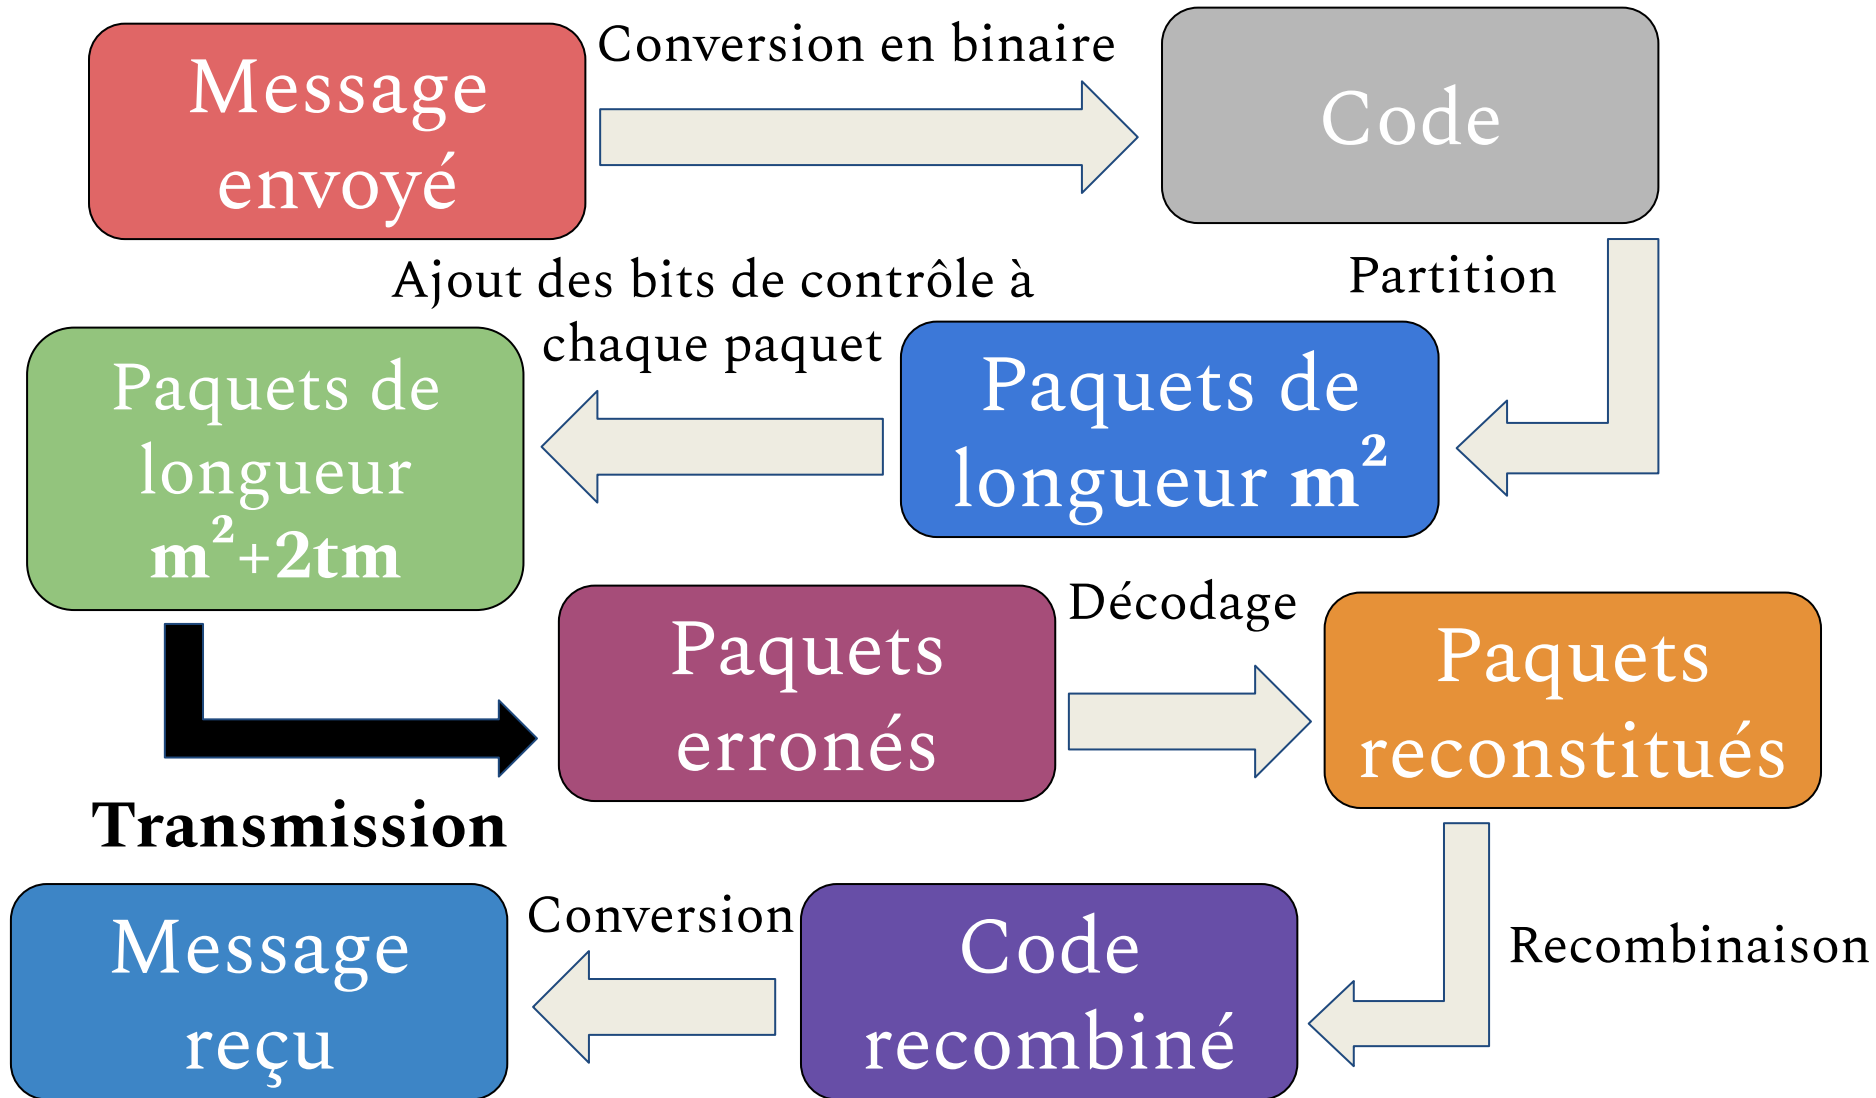 Message
envoyé
Conversion en binaire
Code
Partition
Paquets de
longueur m²
Ajout des bits de contrôle à
chaque paquet
Paquets de
longueur
m²+2tm
Transmission
Paquets
erronés
Décodage
Paquets
reconstitués
Recombinaison
Code
recombiné
Conversion
Message
reçu